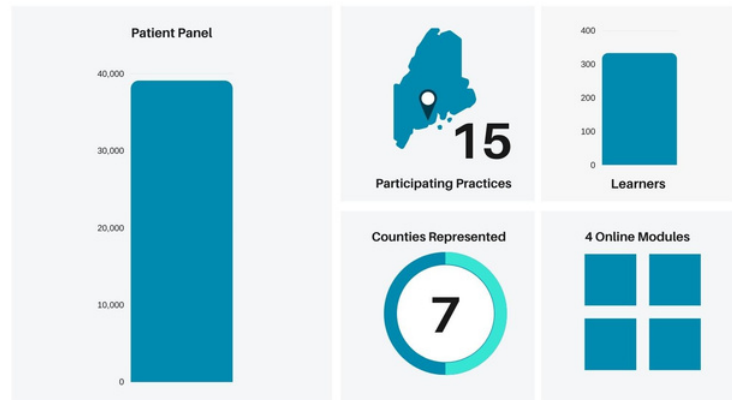 Patient Panel
40,000
30,000
20,000
10,000
0
15
Participating Practices
400
300
200
100
0
Learners
Counties Represented
7
4 Online Modules